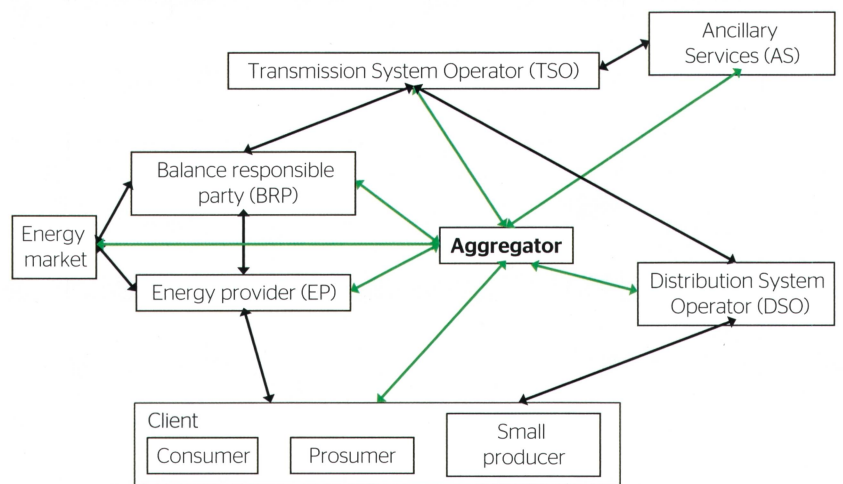 Ancillary
Services (AS)
Transmission System Operator (TSO)
Balance responsible
party (BRP)
Energy
market
Aggregator
Energy provider (EP)
Distribution System
Operator (DSO)
Client
Consumer
Prosumer
Small
producer